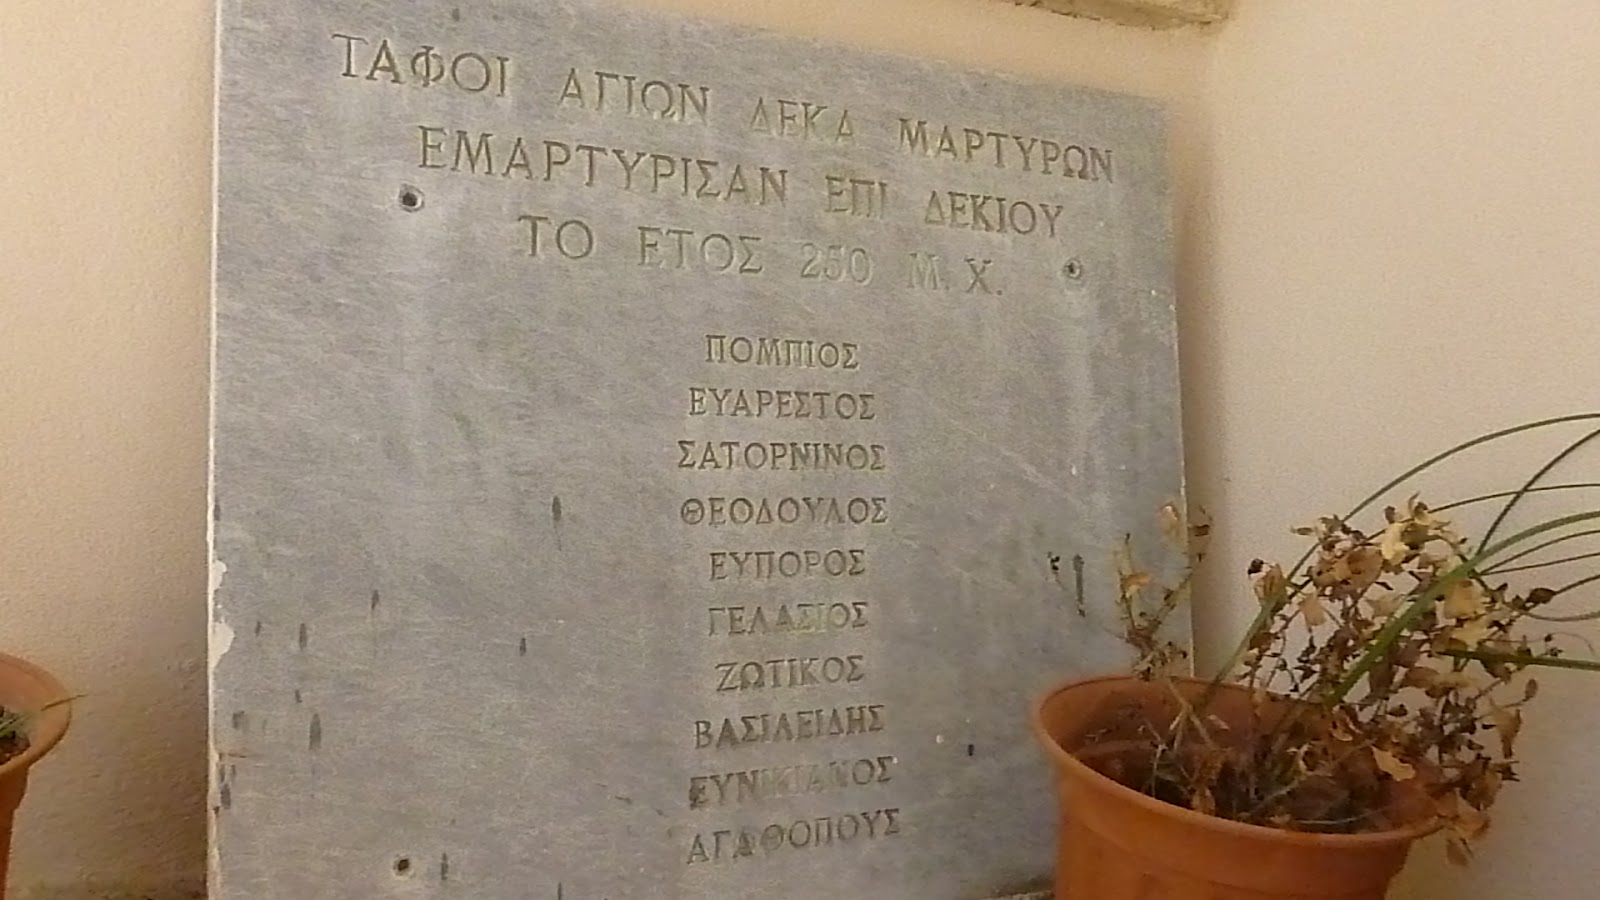 ΤΑΦΟΙ ΑΓΙΩΝ ΔΕΚΑ ΜΑΡΤΥΡΩΝ
ΕΜΑΡΤΥΡΙΣΑΝ ΕΠΙ ΔΕΚΙΟΥ
ΤΟ ΕΤΟΣ 250 Μ.Χ.
ΠΟΜΠΙΟΣ
ΕΥΑΡΕΣΤΟΣ
ΣΑΤΟΡΝΙΝΟΣ
ΘΕΟΔΟΥΛΟΣ
ΕΥΠΟΡΟΣ
ΓΕΛΑΣΙΟΣ
ΖΩΤΙΚΟΣ
ΒΑΣΙΛΕΙΔΗΣ
ΕΥΝΙΚΙΑΝΟΣ
ΑΓΑΘΟΠΟΥΣ